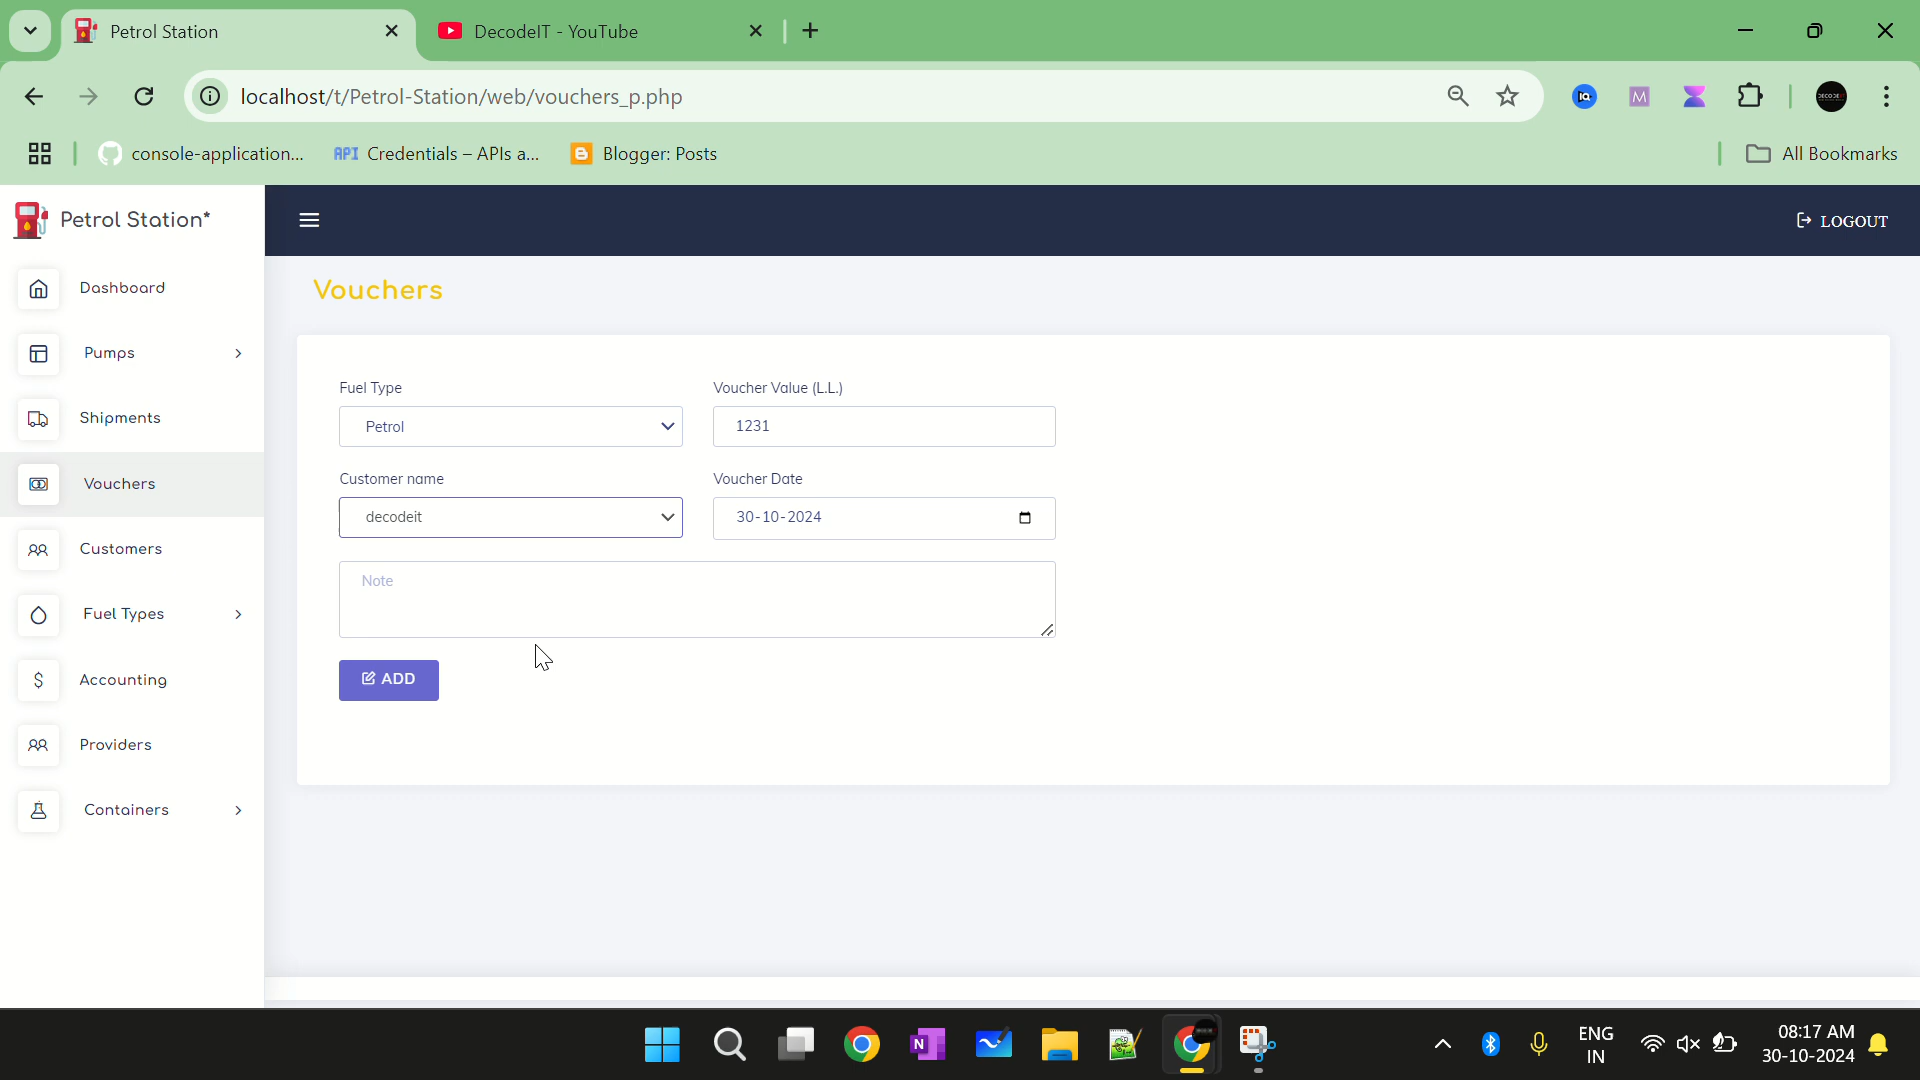 Petrol Station
DecodeIT - YouTube
localhost/t/Petrol-Station/web/vouchers_p.php
IQ
M
console-application...
API Credentials – APIs a...
Blogger: Posts
All Bookmarks
Petrol Station*
LOGOUT
Dashboard
Pumps
Shipments
Vouchers
Customers
Fuel Types
Accounting
Providers
Containers
Vouchers
Fuel Type
Voucher Value (L.L.)
Petrol
1231
Customer name
Voucher Date
decodeit
30-10-2024
Note
ADD
N
ENG
IN
08:17 AM
30-10-2024